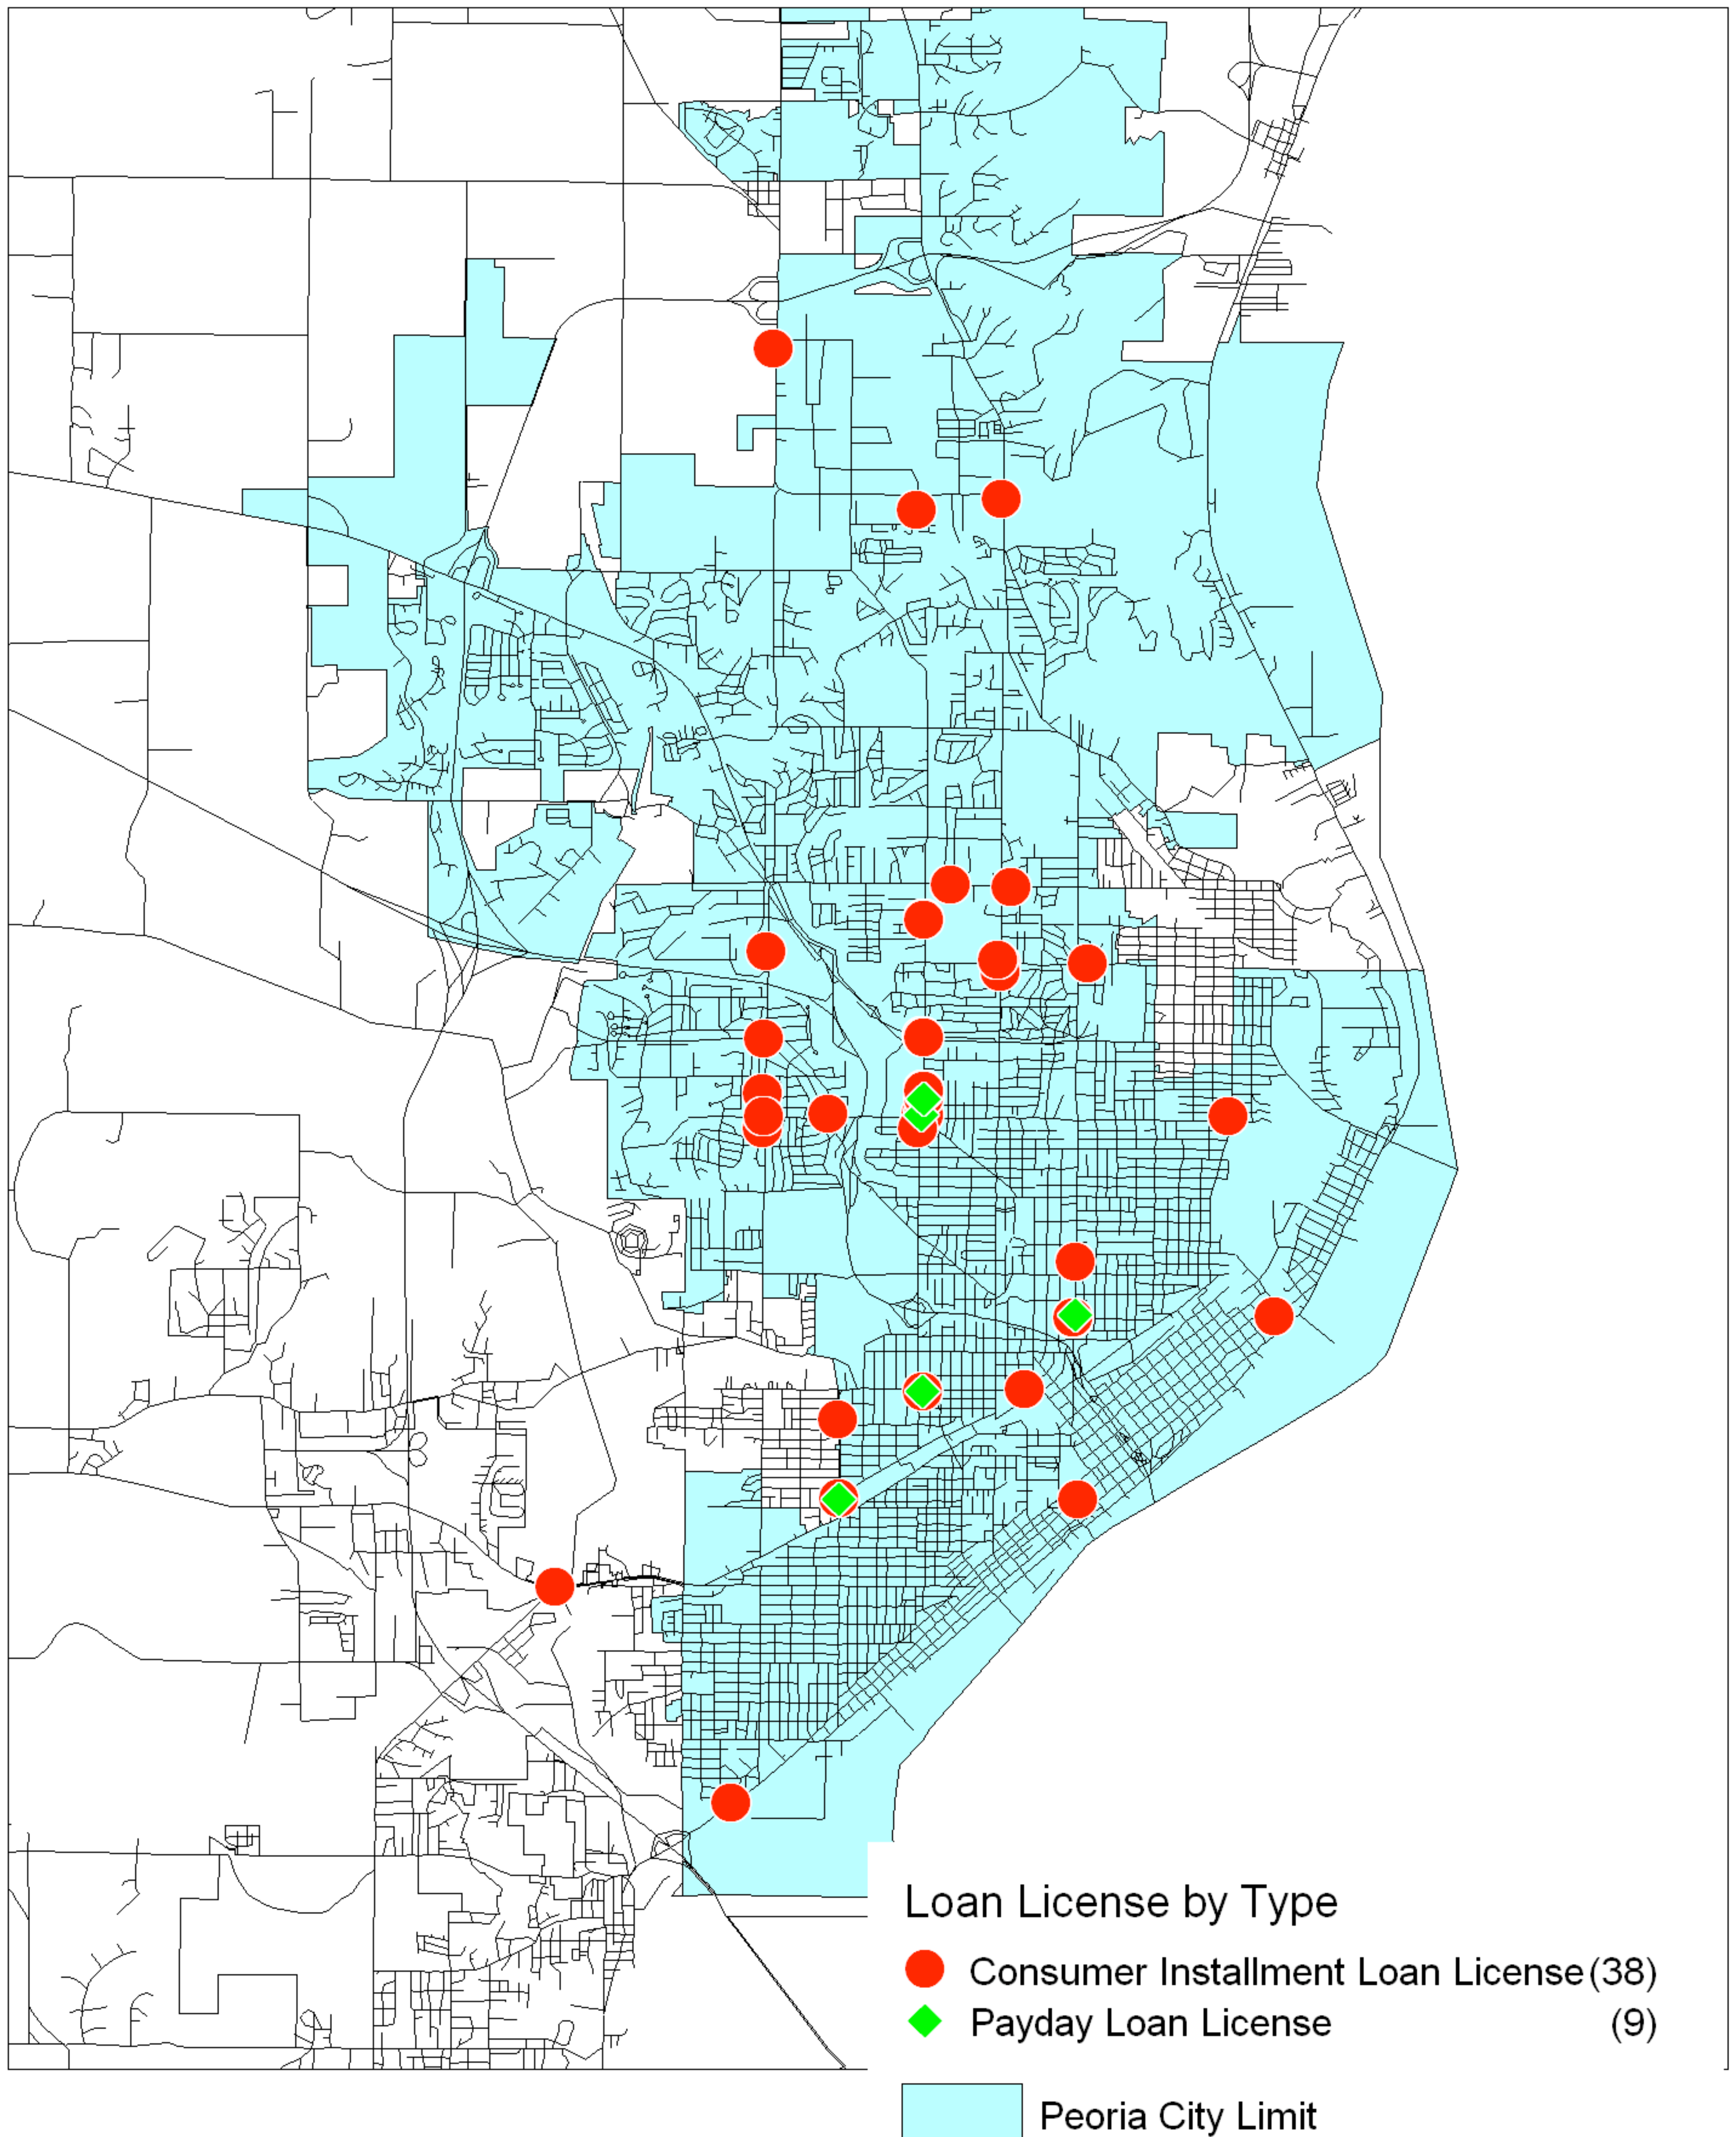 Loan License by Type
Consumer Installment Loan License (38)
Payday Loan License (9)
Peoria City Limit